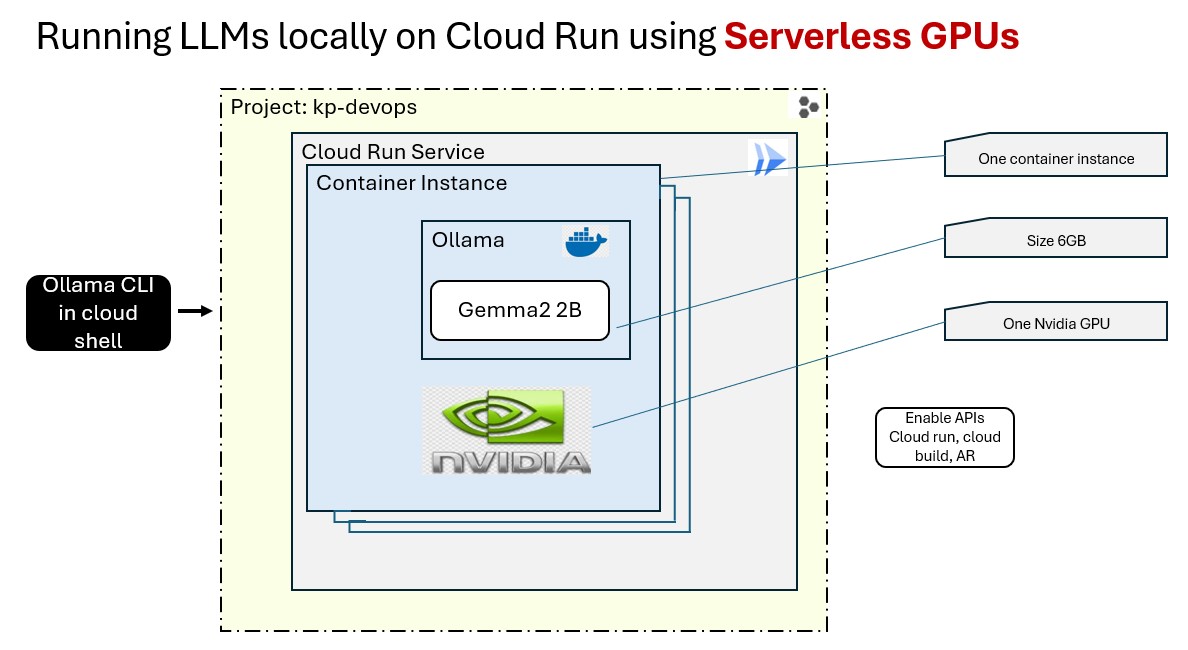 Running LLMs locally on Cloud Run using Serverless GPUs
Project: kp-devops
Cloud Run Service
Container Instance
Ollama
Gemma2 2B
NVIDIA
Ollama CLI
in cloud
shell
One container instance
Size 6GB
One Nvidia GPU
Enable APIs
Cloud run, cloud
build, AR